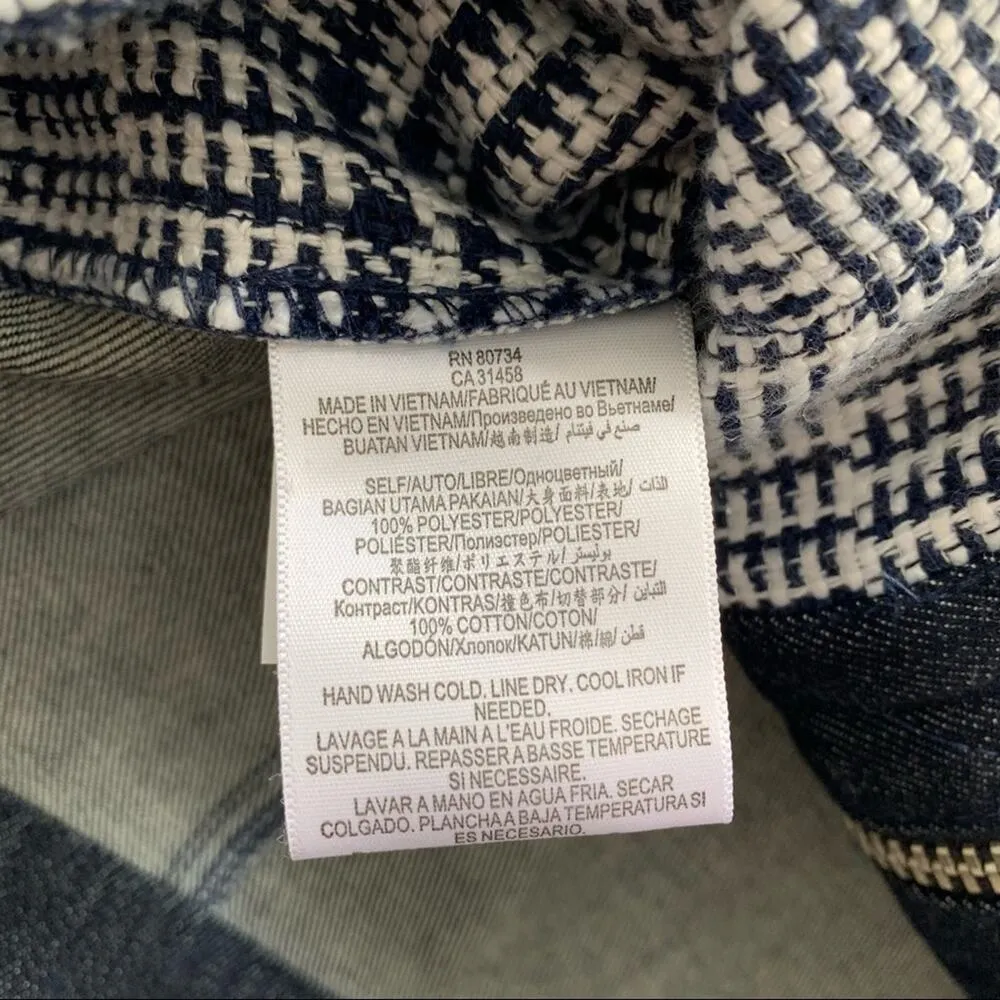 RN 80734
CA 31458
MADE IN VIETNAM/FABRIQUÉ AU VIETNAM/
HECHO EN VIETNAM/Произведено во Вьетнаме/
BUATAN VIETNAM/越南制造/ صنع في فيتنام
SELF/AUTO/LIBRE/Одноцветный/
BAGIAN UTAMA PAKAIAN/大身面料/表地/ الذات
100% POLYESTER/POLYESTER/
POLIÉSTER/Полиэстер/POLYESTER/
聚酯纤维/ポリエステル/ بوليستر
CONTRAST/CONTRASTE/CONTRASTE/
Контраст/KONTRAS/撞色布/切替部分/ التباين
100% COTTON/COTON/
ALGODÓN/Хлопок/KATUN/棉/綿/ قطن
HAND WASH COLD. LINE DRY. COOL IRON IF
NEEDED.
LAVAGE A LA MAIN A L'EAU FROIDE. SECHAGE
SUSPENDU. REPASSER A BASSE TEMPERATURE
SI NECESSAIRE.
LAVAR A MANO EN AGUA FRIA. SECAR
COLGADO. PLANCHA A BAJA TEMPERATURA SI
ES NECESARIO.